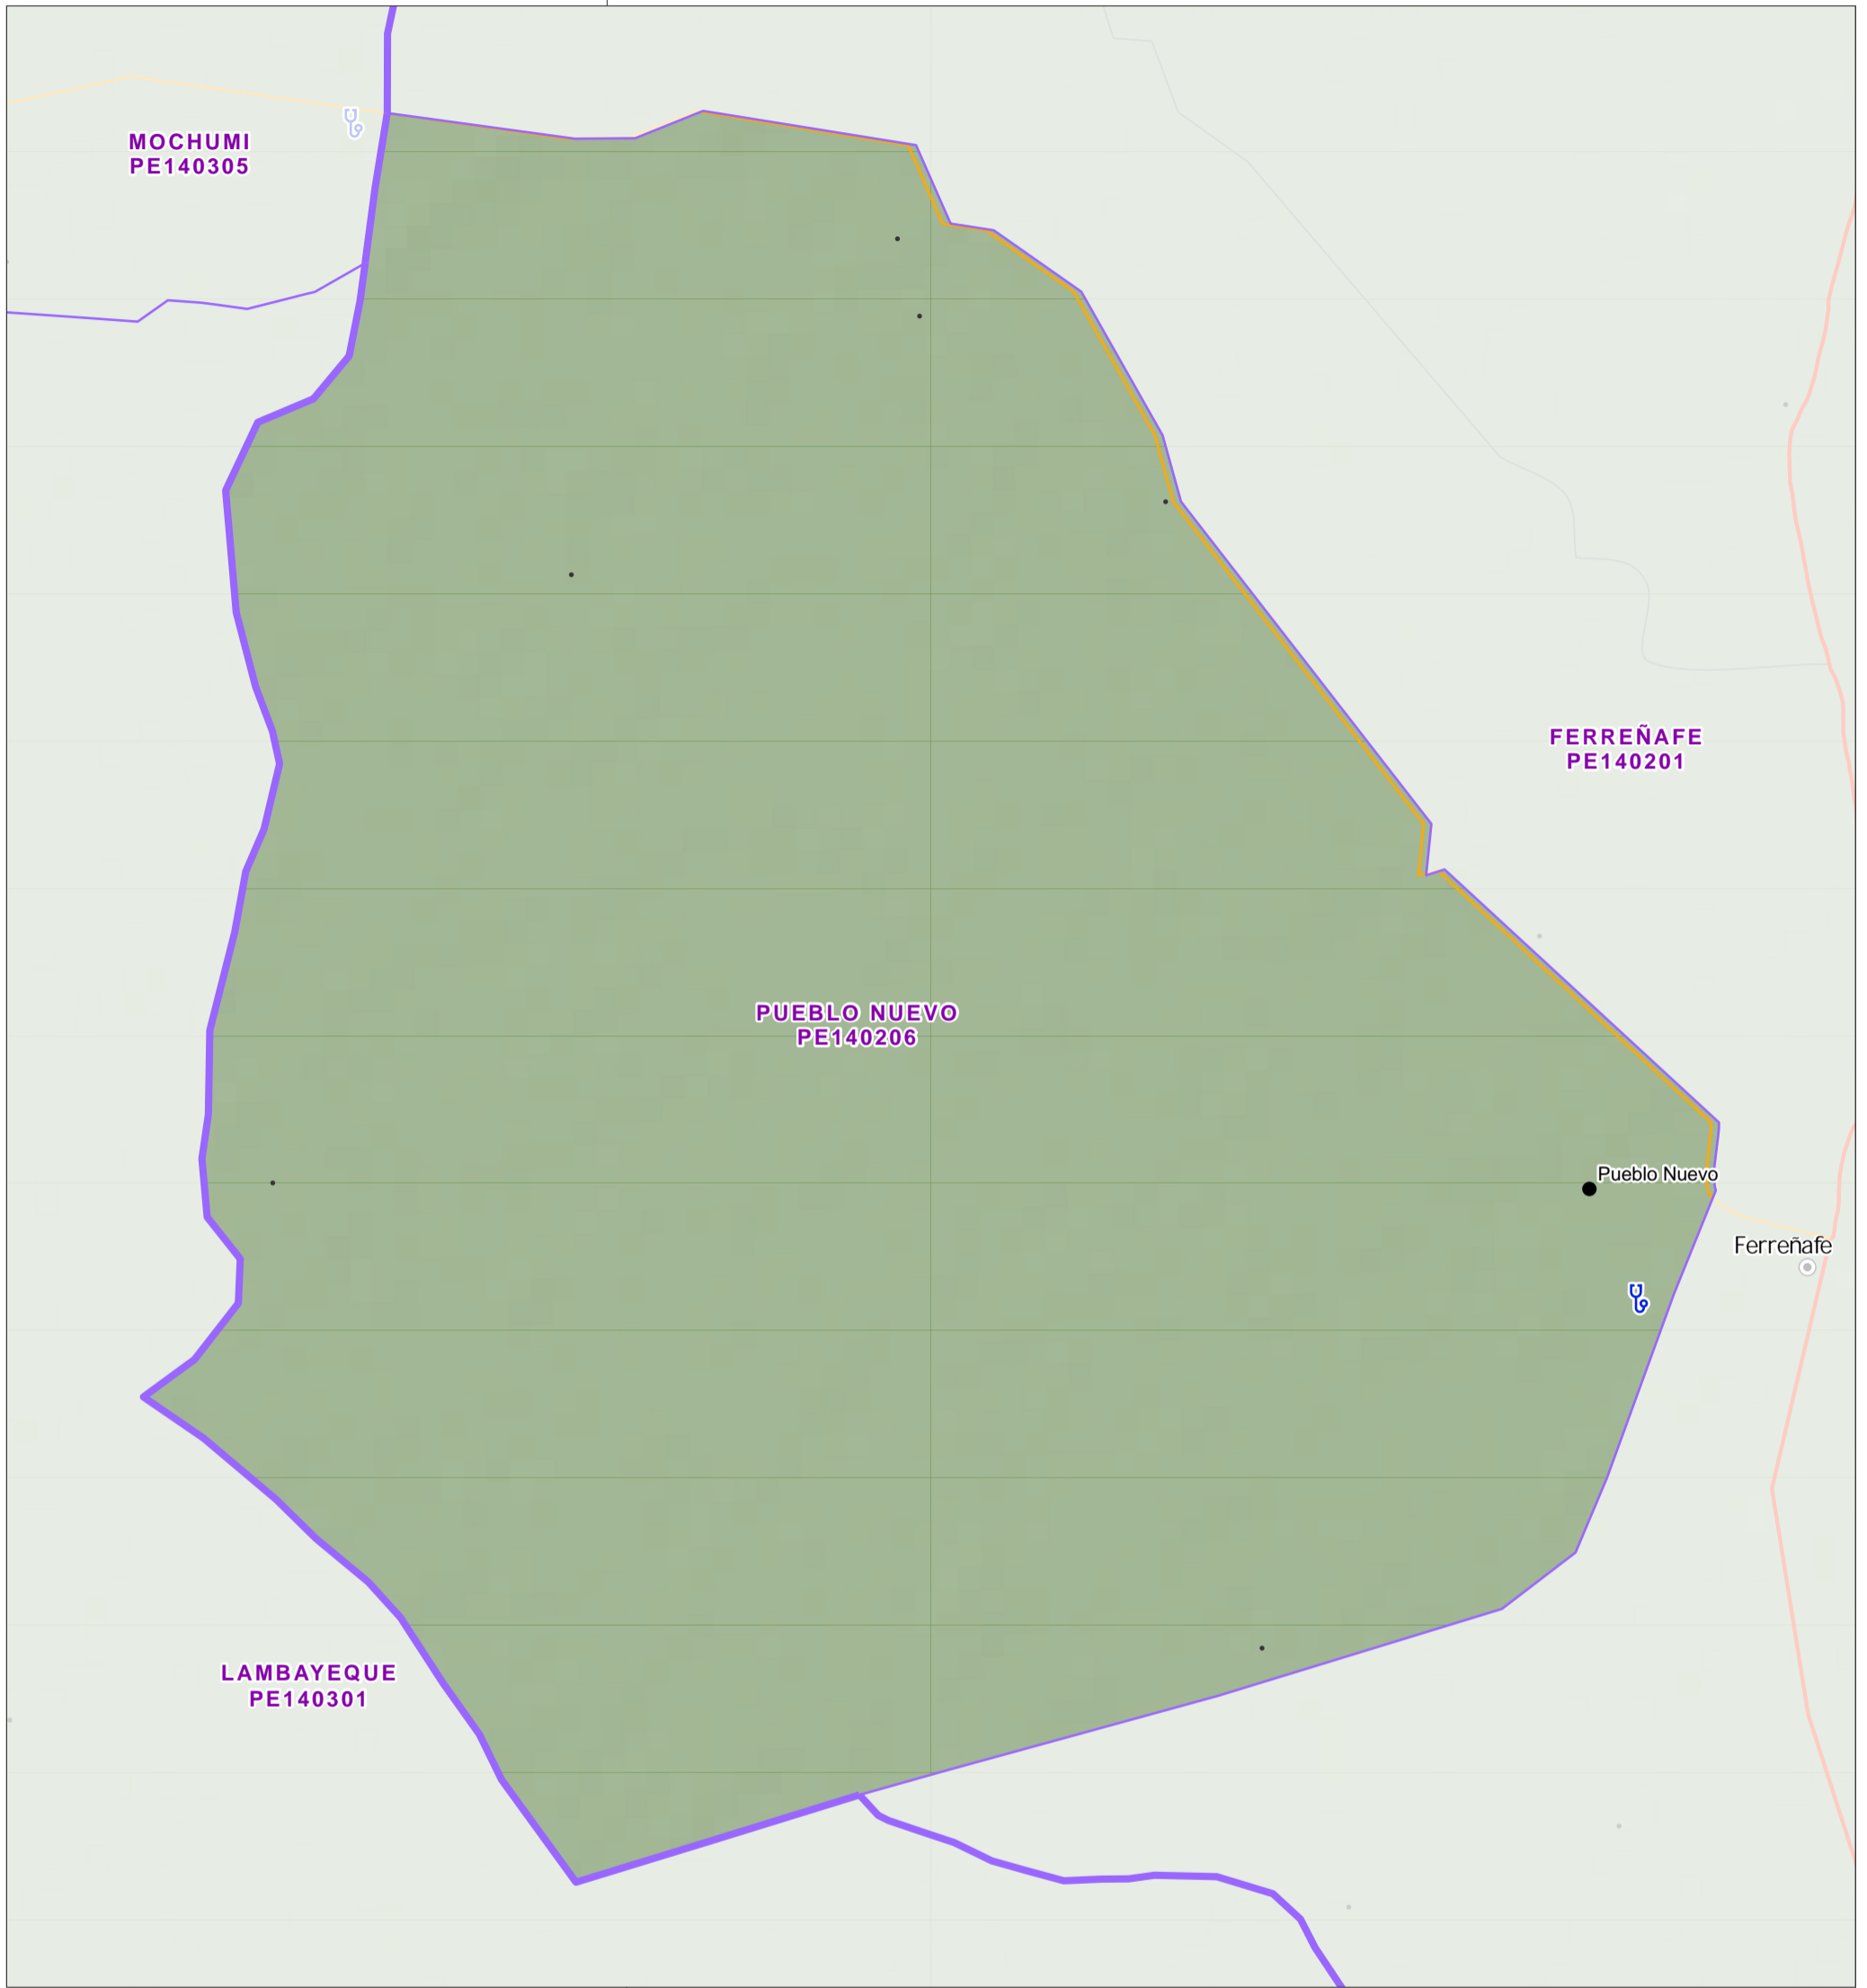 MOCHUMI
PE140305
FERREÑAFE
PE140201
PUEBLO NUEVO
PE140206
Pueblo Nuevo
Ferreñafe
LAMBAYEQUE
PE140301